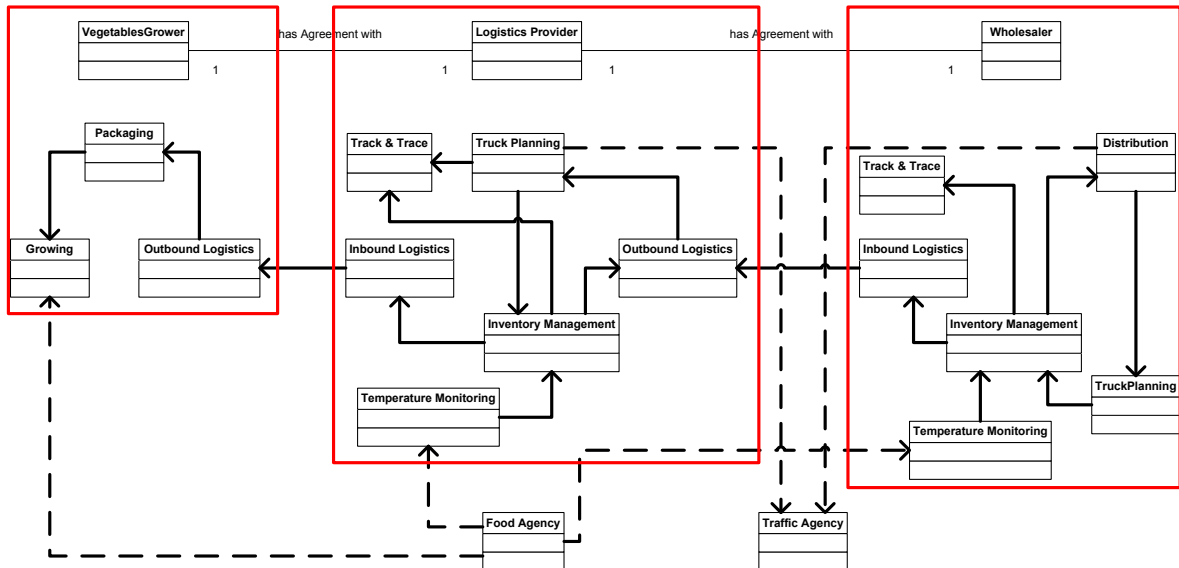 VegetablesGrower
has Agreement with
Logistics Provider
has Agreement with
Wholesaler
1
1
1
1
Packaging
Track & Trace
Truck Planning
Distribution
Track & Trace
Growing
Outbound Logistics
Inbound Logistics
Outbound Logistics
Inbound Logistics
Inventory Management
Inventory Management
Temperature Monitoring
TruckPlanning
Temperature Monitoring
Food Agency
Traffic Agency